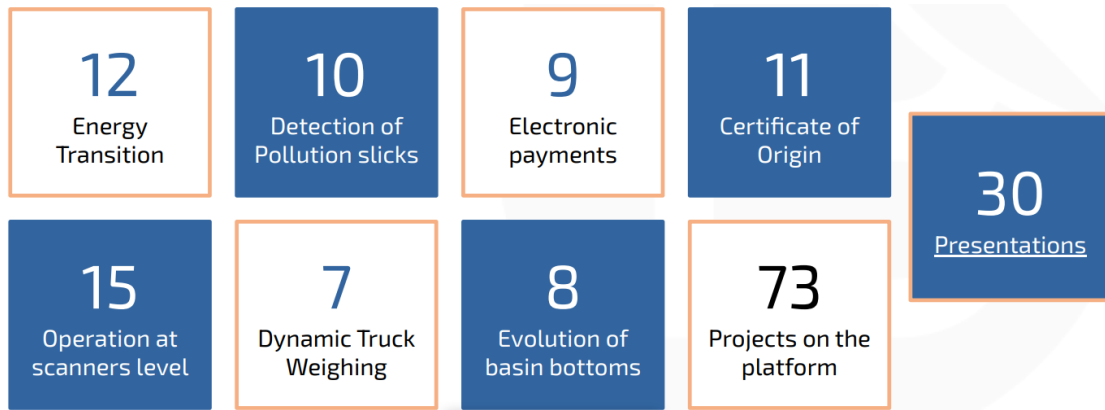 12
Energy
Transition
10
Detection of
Pollution slicks
9
Electronic
payments
11
Certificate of
Origin
30
Presentations
15
Operation at
scanners level
7
Dynamic Truck
Weighing
8
Evolution of
basin bottoms
73
Projects on the
platform